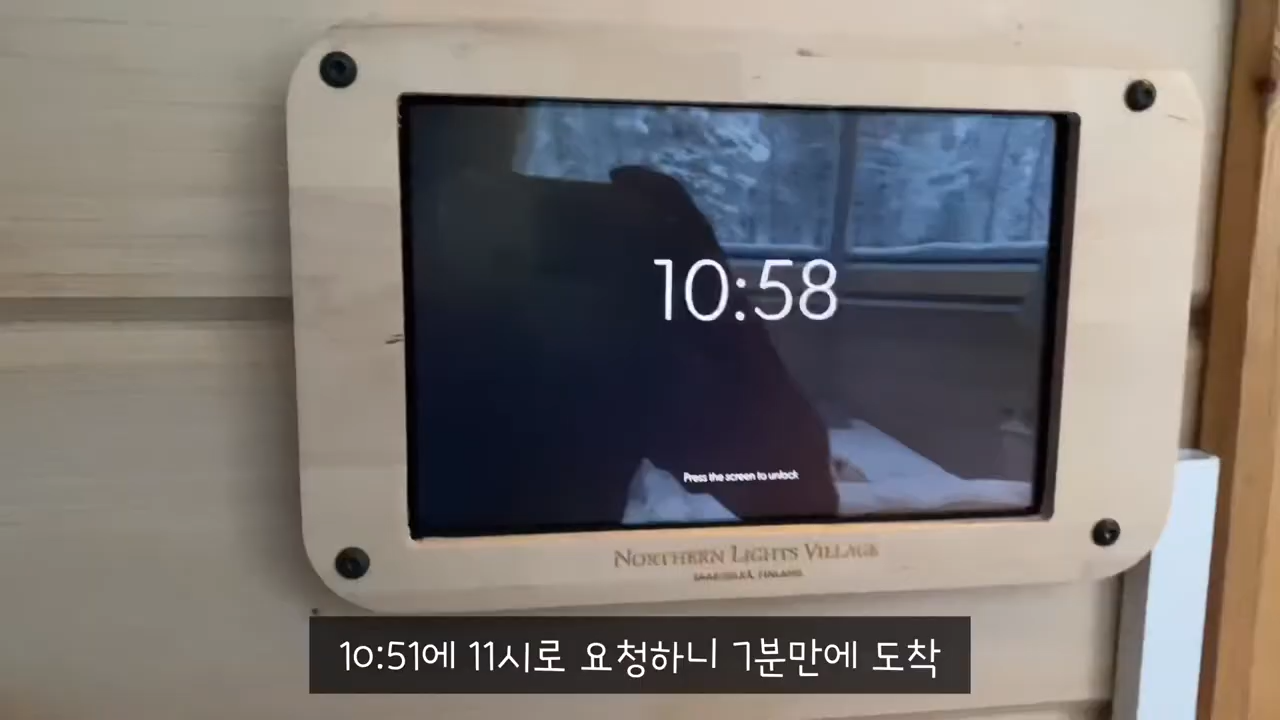 10:58
Press the screen to unlock
NORTHERN LIGHTS VILLAGE
SAARISELKÄ, FINLAND
10:51에 11시로 요청하니 7분만에 도착